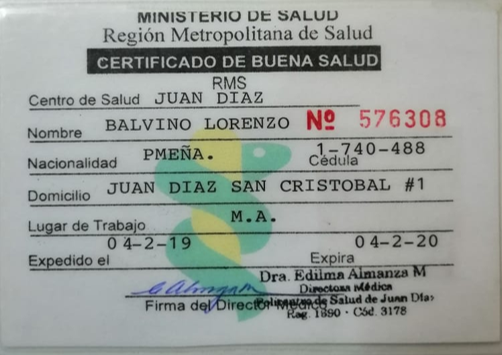 MINISTERIO DE SALUD
Región Metropolitana de Salud
CERTIFICADO DE BUENA SALUD
RMS
Centro de Salud JUAN DIAZ
Nombre BALVINO LORENZO Nº 576308
Nacionalidad PMEÑA. Cédula 1-740-488
Domicilio JUAN DIAZ SAN CRISTOBAL #1
Lugar de Trabajo M.A.
Expedido el 04-2-19 Expira 04-2-20
Dra. Edilma Almanza M
Directora Médica
Firma del Director Médico de Salud de Juan Díaz
Reg. 1890 - Cód. 3178